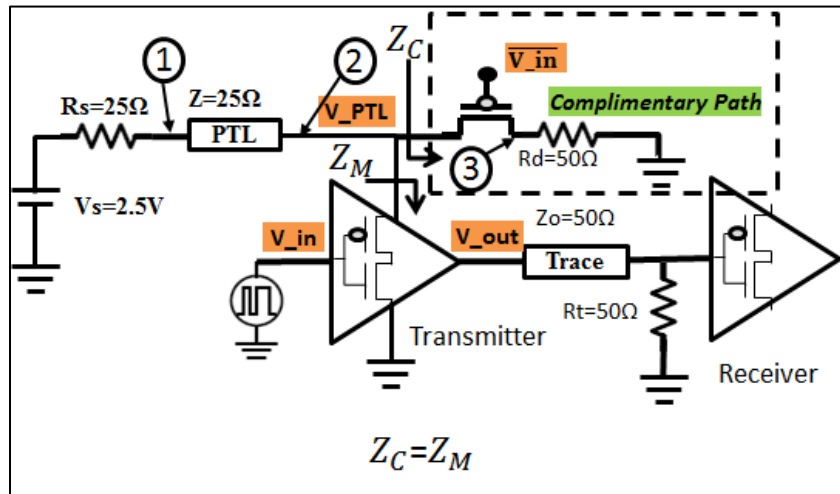 1
2
Z_C
V_in
Rs=25Ω
Z=25Ω
V_PTL
Complimentary Path
PTL
Z_M
3
Rd=50Ω
Vs=2.5V
V_in
V_out
Zo=50Ω
Trace
Rt=50Ω
Transmitter
Receiver
Z_C=Z_M